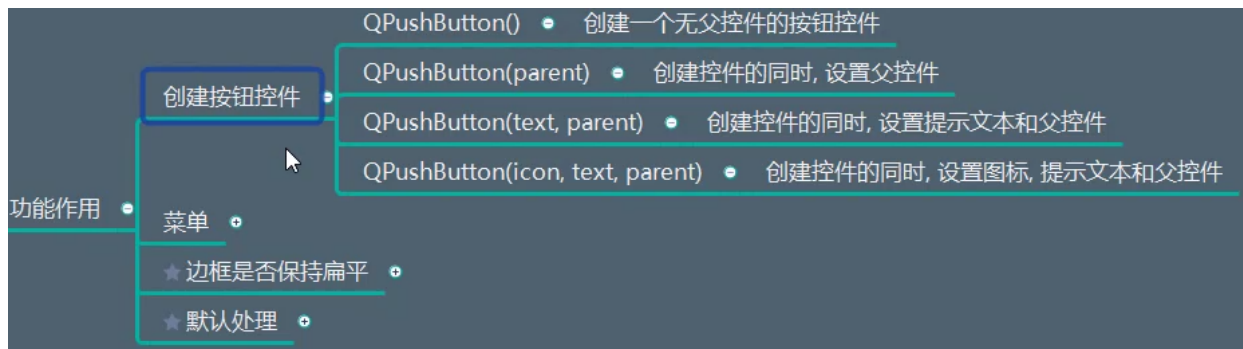 QPushButton() 创建一个无父控件的按钮控件
QPushButton(parent) 创建控件的同时, 设置父控件
创建按钮控件
QPushButton(text, parent) 创建控件的同时, 设置提示文本和父控件
QPushButton(icon, text, parent) 创建控件的同时, 设置图标, 提示文本和父控件
功能作用
菜单
边框是否保持扁平
默认处理